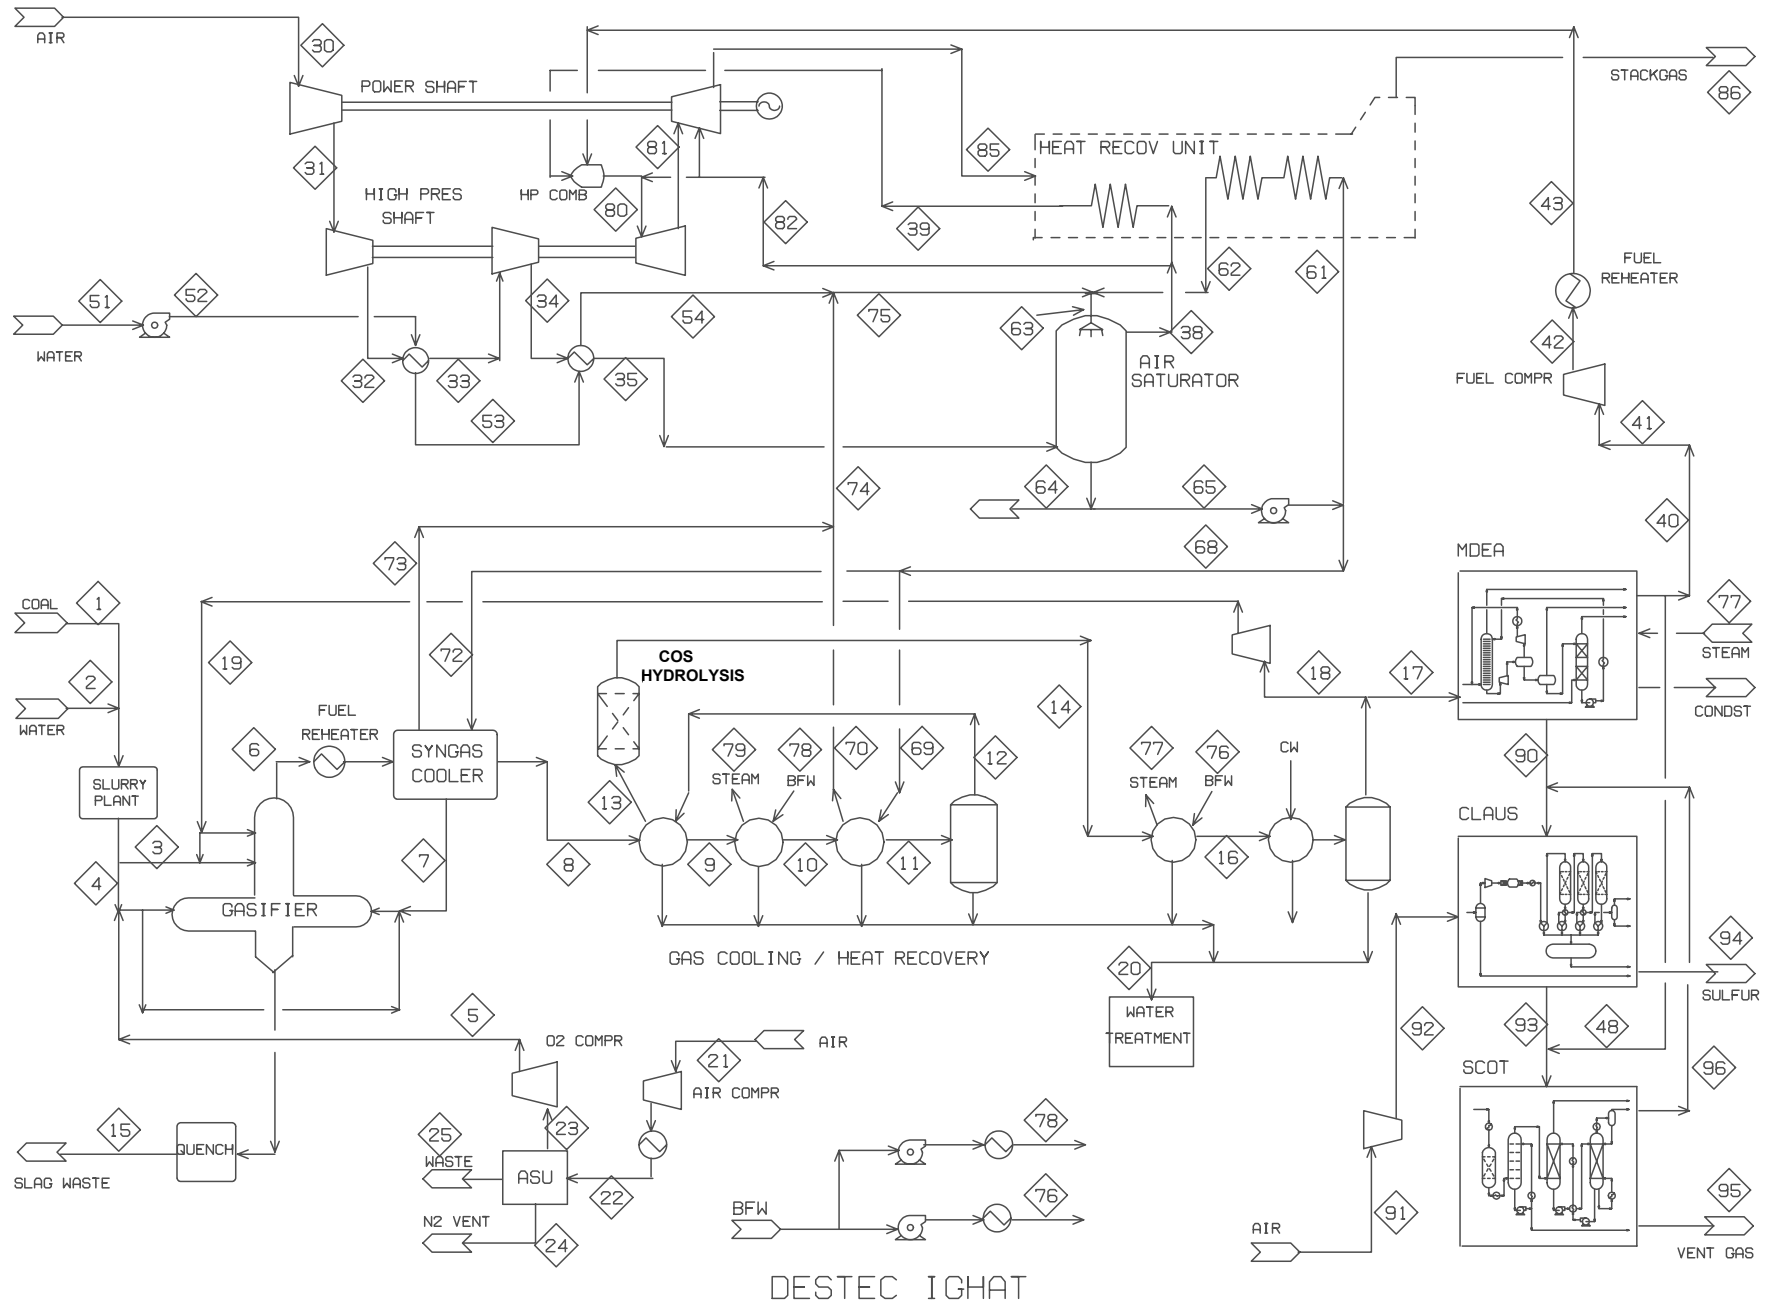 AIR
30
POWER SHAFT
STACKGAS
86
31
81
85
HEAT RECOV UNIT
HIGH PRES
SHAFT
HP COMB
80
82
39
43
62
61
FUEL
REHEATER
51
52
WATER
34
54
75
63
38
AIR
SATURATOR
42
FUEL COMPR
32
33
35
53
41
74
64
65
40
68
MDEA
73
COAL
1
77
STEAM
2
WATER
19
72
COS
HYDROLYSIS
18
17
CONDST
FUEL
REHEATER
6
SYNGAS
COOLER
14
79
STEAM
78
BFW
70
69
12
77
STEAM
76
BFW
CW
90
SLURRY
PLANT
13
CLAUS
3
4
7
8
9
10
11
16
GASIFIER
GAS COOLING / HEAT RECOVERY
94
SULFUR
20
WATER
TREATMENT
5
O2 COMPR
21
AIR
AIR COMPR
92
93
48
96
SCOT
15
QUENCH
SLAG WASTE
25
WASTE
23
ASU
22
N2 VENT
24
78
BFW
76
91
AIR
95
VENT GAS
DESTEC IGHAT